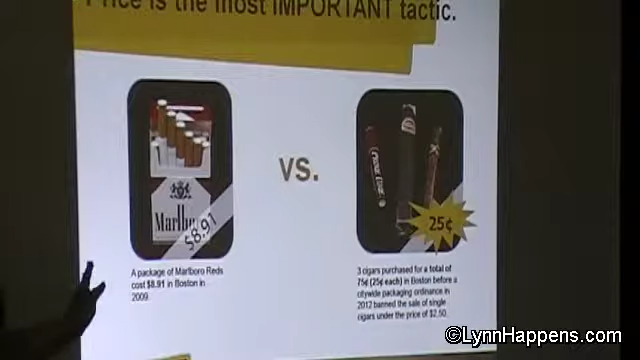 Price is the most IMPORTANT tactic.
Marlboro
$8.91
vs.
25¢
A package of Marlboro Reds
cost $8.91 in Boston in
2009.
3 cigars purchased for a total of
75¢ (25¢ each) in Boston before a
citywide packaging ordinance in
2012 banned the sale of single
cigars under the price of $2.50.
©LynnHappens.com